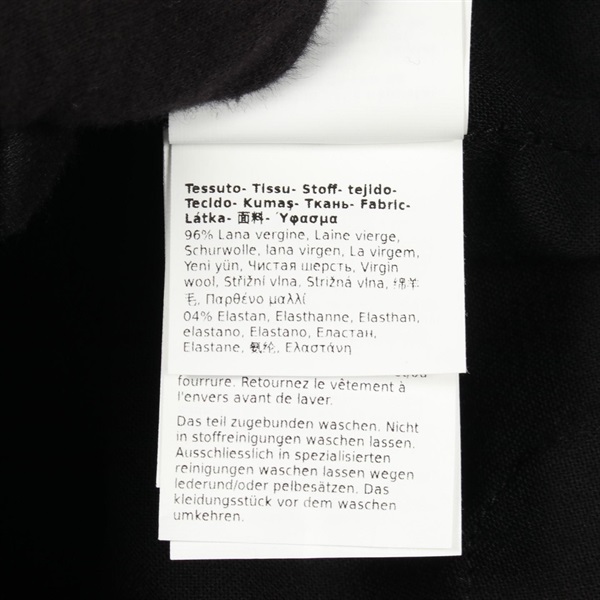 Tessuto- Tissu- Stoff- tejido-
Tecido- Kumaş- Ткань- Fabric-
Látka- 面料- Ύφασμα
96% Lana vergine, Laine vierge,
Schurwolle, lana virgen, La virgem,
Yeni yün, Чистая шерсть, Virgin
wool, Střižní vlna, Strižná vlna, 绵羊
毛, Παρθένο μαλλί
04% Elastan, Elasthanne, Elasthan,
elastano, Elastano, Еластан,
Elastane, 氨纶, Ελαστάνη
et/ou
fourrure. Retournez le vêtement à
l'envers avant de laver.
Das teil zugebunden waschen. Nicht
in stoffreinigungen waschen lassen.
Ausschliesslich in spezialisierten
reinigungen waschen lassen wegen
lederund/oder pelbesätzen. Das
kleidungsstück vor dem waschen
umkehren.